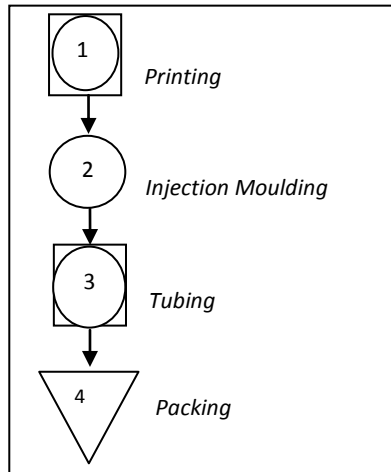 1
Printing
2
Injection Moulding
3
Tubing
4
Packing